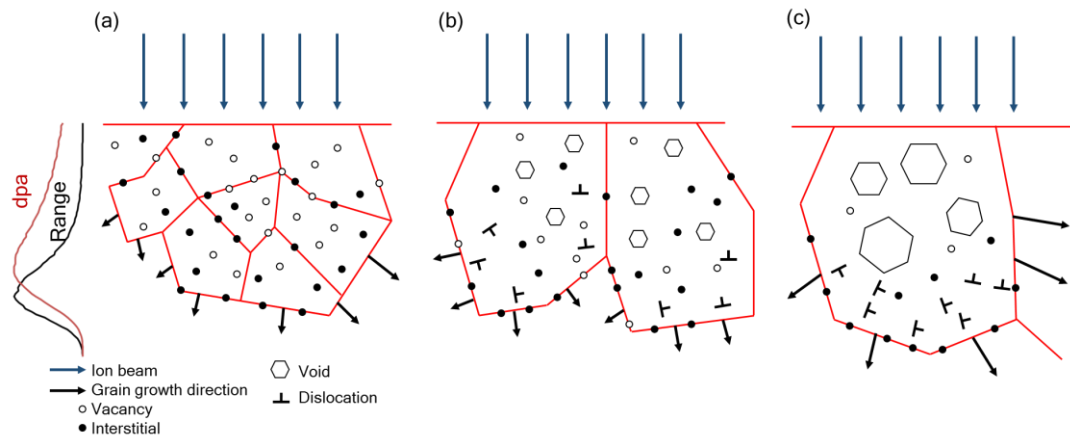 (a)
(b)
(c)
dpa
Range
Ion beam
Grain growth direction
Vacancy
Interstitial
Void
Dislocation